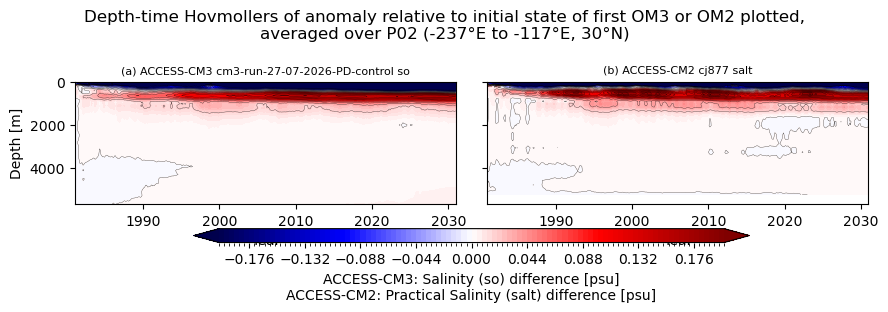 Depth-time Hovmollers of anomaly relative to initial state of first OM3 or OM2 plotted,
averaged over P02 (-237°E to -117°E, 30°N)
(a) ACCESS-CM3 cm3-run-27-07-2026-PD-control so
(b) ACCESS-CM2 cj877 salt
Depth [m]
0
2000
4000
1990 2000 2010 2020 2030
1990 2000 2010 2020 2030
−0.176 −0.132 −0.088 −0.044 0.000 0.044 0.088 0.132 0.176
ACCESS-CM3: Salinity (so) difference [psu]
ACCESS-CM2: Practical Salinity (salt) difference [psu]